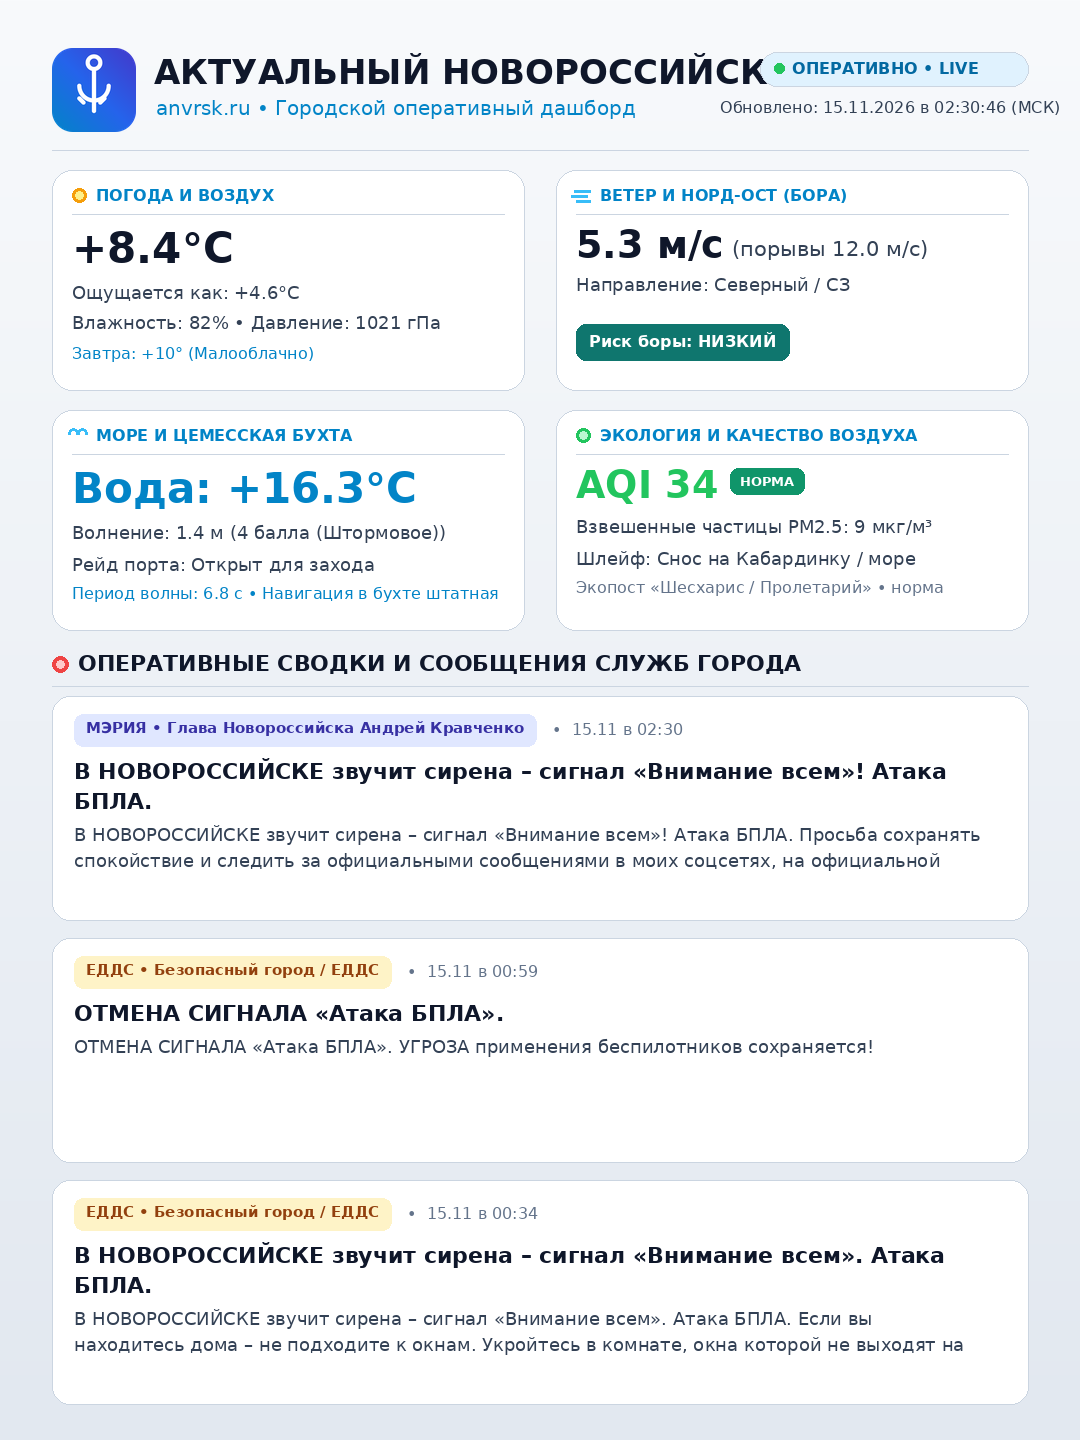 АКТУАЛЬНЫЙ НОВОРОССИЙСК
ОПЕРАТИВНО • LIVE
anvrsk.ru • Городской оперативный дашборд
Обновлено: 15.11.2026 в 02:30:46 (МСК)
ПОГОДА И ВОЗДУХ
+8.4°C
Ощущается как: +4.6°C
Влажность: 82% • Давление: 1021 гПа
Завтра: +10° (Малооблачно)
ВЕТЕР И НОРД-ОСТ (БОРА)
5.3 м/с (порывы 12.0 м/с)
Направление: Северный / СЗ
Риск боры: НИЗКИЙ
МОРЕ И ЦЕМЕССКАЯ БУХТА
Вода: +16.3°C
Волнение: 1.4 м (4 балла (Штормовое))
Рейд порта: Открыт для захода
Период волны: 6.8 с • Навигация в бухте штатная
ЭКОЛОГИЯ И КАЧЕСТВО ВОЗДУХА
AQI 34 НОРМА
Взвешенные частицы PM2.5: 9 мкг/м³
Шлейф: Снос на Кабардинку / море
Экопост «Шесхарис / Пролетарий» • норма
ОПЕРАТИВНЫЕ СВОДКИ И СООБЩЕНИЯ СЛУЖБ ГОРОДА
МЭРИЯ • Глава Новороссийска Андрей Кравченко • 15.11 в 02:30
В НОВОРОССИЙСКЕ звучит сирена – сигнал «Внимание всем»! Атака
БПЛА.
В НОВОРОССИЙСКЕ звучит сирена – сигнал «Внимание всем»! Атака БПЛА. Просьба сохранять
спокойствие и следить за официальными сообщениями в моих соцсетях, на официальной
ЕДДС • Безопасный город / ЕДДС • 15.11 в 00:59
ОТМЕНА СИГНАЛА «Атака БПЛА».
ОТМЕНА СИГНАЛА «Атака БПЛА». УГРОЗА применения беспилотников сохраняется!
ЕДДС • Безопасный город / ЕДДС • 15.11 в 00:34
В НОВОРОССИЙСКЕ звучит сирена – сигнал «Внимание всем». Атака
БПЛА.
В НОВОРОССИЙСКЕ звучит сирена – сигнал «Внимание всем». Атака БПЛА. Если вы
находитесь дома – не подходите к окнам. Укройтесь в комнате, окна которой не выходят на